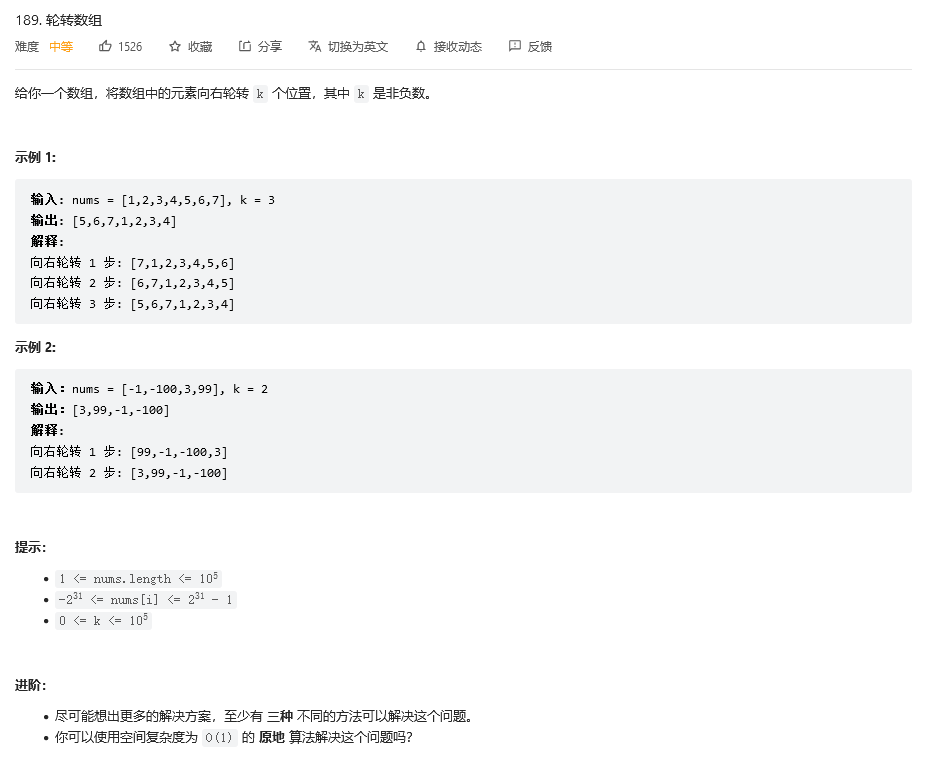 189. 轮转数组
难度 中等 1526 收藏 分享 切换为英文 接收动态 反馈
给你一个数组，将数组中的元素向右轮转 k 个位置，其中 k 是非负数。
示例 1:
输入: nums = [1,2,3,4,5,6,7], k = 3
输出: [5,6,7,1,2,3,4]
解释:
向右轮转 1 步: [7,1,2,3,4,5,6]
向右轮转 2 步: [6,7,1,2,3,4,5]
向右轮转 3 步: [5,6,7,1,2,3,4]
示例 2:
输入：nums = [-1,-100,3,99], k = 2
输出：[3,99,-1,-100]
解释:
向右轮转 1 步: [99,-1,-100,3]
向右轮转 2 步: [3,99,-1,-100]
提示：
1 <= nums.length <= 10⁵
-2³¹ <= nums[i] <= 2³¹ - 1
0 <= k <= 10⁵
进阶：
尽可能想出更多的解决方案，至少有 三种 不同的方法可以解决这个问题。
你可以使用空间复杂度为 O(1) 的 原地 算法解决这个问题吗？